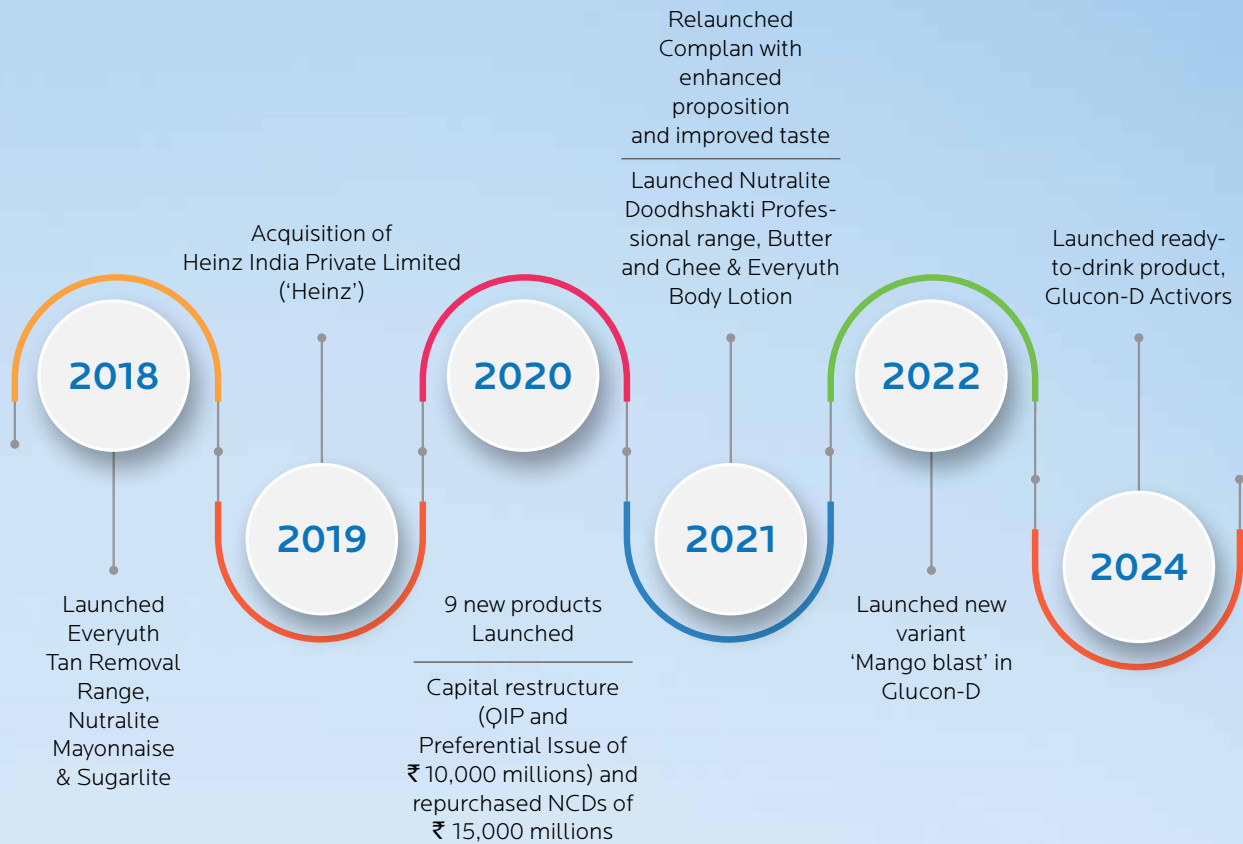 2018
Launched
Everyuth
Tan Removal
Range,
Nutralite
Mayonnaise
& Sugarlite
Acquisition of
Heinz India Private Limited
(‘Heinz’)
2019
2020
9 new products
Launched
Capital restructure
(QIP and
Preferential Issue of
₹ 10,000 millions) and
repurchased NCDs of
₹ 15,000 millions
Relaunched
Complan with
enhanced
proposition
and improved taste
Launched Nutralite
Doodhshakti Profes-
sional range, Butter
and Ghee & Everyuth
Body Lotion
2021
2022
Launched new
variant
‘Mango blast’ in
Glucon-D
Launched ready-
to-drink product,
Glucon-D Activors
2024